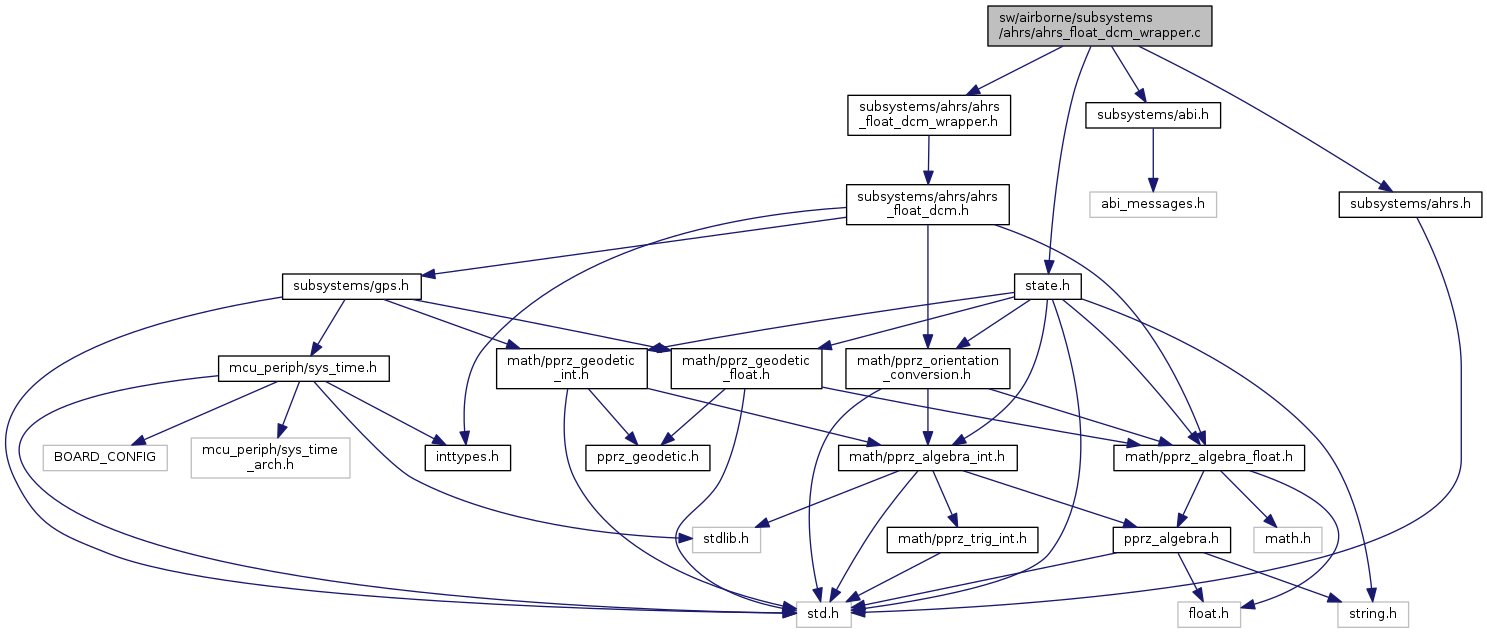 sw/airborne/subsystems
/ahrs/ahrs_float_dcm_wrapper.c
subsystems/ahrs/ahrs
_float_dcm_wrapper.h
subsystems/abi.h
subsystems/ahrs/ahrs
_float_dcm.h
abi_messages.h
subsystems/ahrs.h
subsystems/gps.h
state.h
mcu_periph/sys_time.h
math/pprz_geodetic
_int.h
math/pprz_geodetic
_float.h
math/pprz_orientation
_conversion.h
BOARD_CONFIG
mcu_periph/sys_time
_arch.h
inttypes.h
pprz_geodetic.h
math/pprz_algebra_int.h
math/pprz_algebra_float.h
stdlib.h
math/pprz_trig_int.h
pprz_algebra.h
math.h
std.h
float.h
string.h